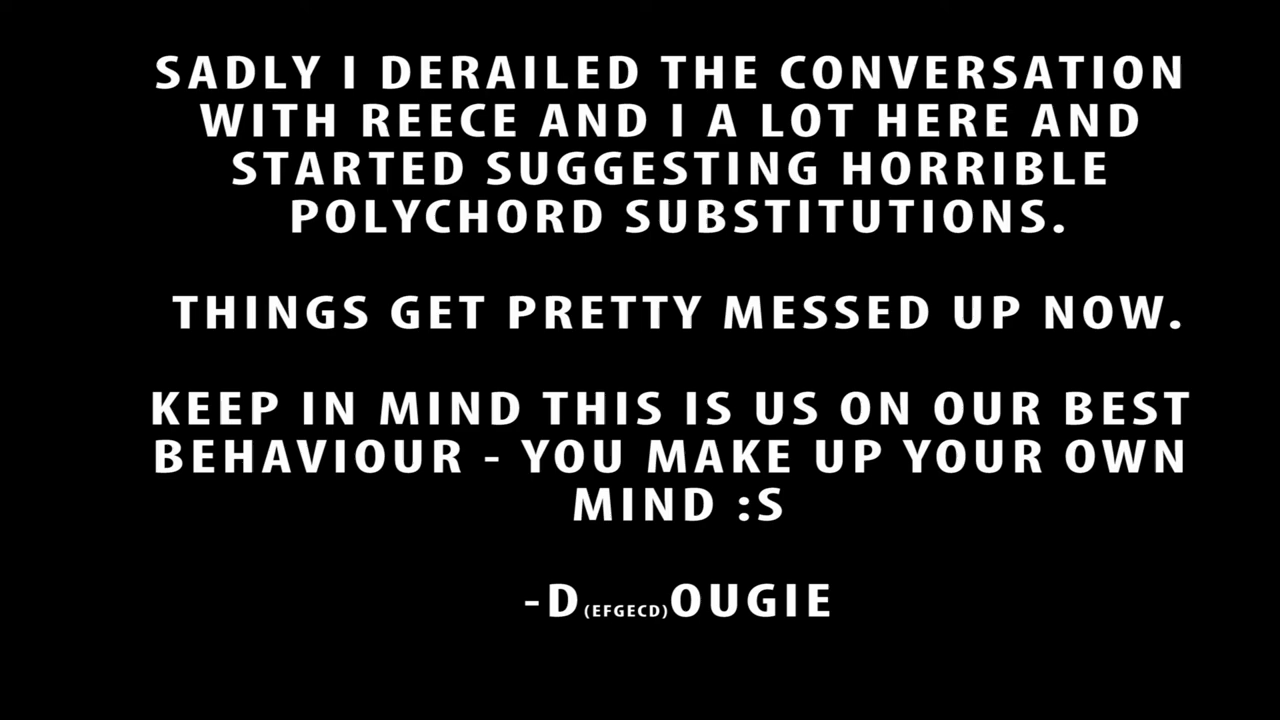 SADLY I DERAILED THE CONVERSATION
WITH REECE AND I A LOT HERE AND
STARTED SUGGESTING HORRIBLE
POLYCHORD SUBSTITUTIONS.
THINGS GET PRETTY MESSED UP NOW.
KEEP IN MIND THIS IS US ON OUR BEST
BEHAVIOUR - YOU MAKE UP YOUR OWN
MIND :S
-D(EFGECD)OUGIE